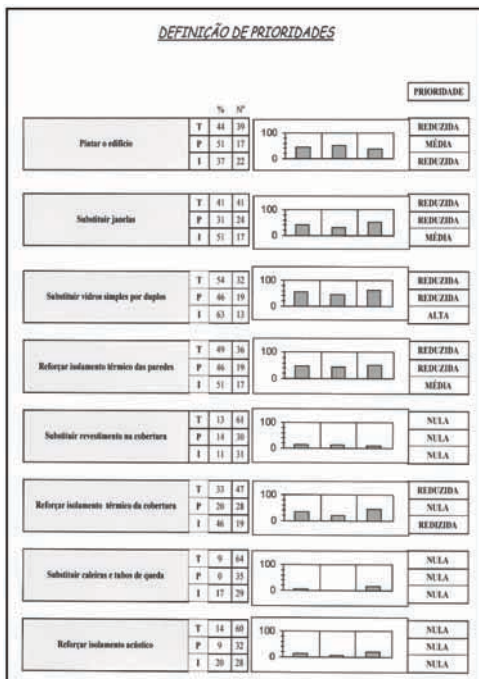 DEFINIÇÃO DE PRIORIDADES
PRIORIDADE
% Nº
Pintar o edifício
T 44 39
P 51 17
I 37 22
100
0
REDUZIDA
MÉDIA
REDUZIDA
Substituir janelas
T 41 41
P 31 24
I 51 17
100
0
REDUZIDA
REDUZIDA
MÉDIA
Substituir vidros simples por duplos
T 54 32
P 46 19
I 63 13
100
0
REDUZIDA
REDUZIDA
ALTA
Reforçar isolamento térmico das paredes
T 49 36
P 46 19
I 51 17
100
0
REDUZIDA
REDUZIDA
MÉDIA
Substituir revestimento na cobertura
T 13 61
P 14 30
I 11 31
100
0
NULA
NULA
NULA
Reforçar isolamento térmico da cobertura
T 33 47
P 20 28
I 46 19
100
0
REDUZIDA
NULA
REDIZIDA
Substituir caleiras e tubos de queda
T 9 64
P 0 35
I 17 29
100
0
NULA
NULA
NULA
Reforçar isolamento acústico
T 14 60
P 9 32
I 20 28
100
0
NULA
NULA
NULA